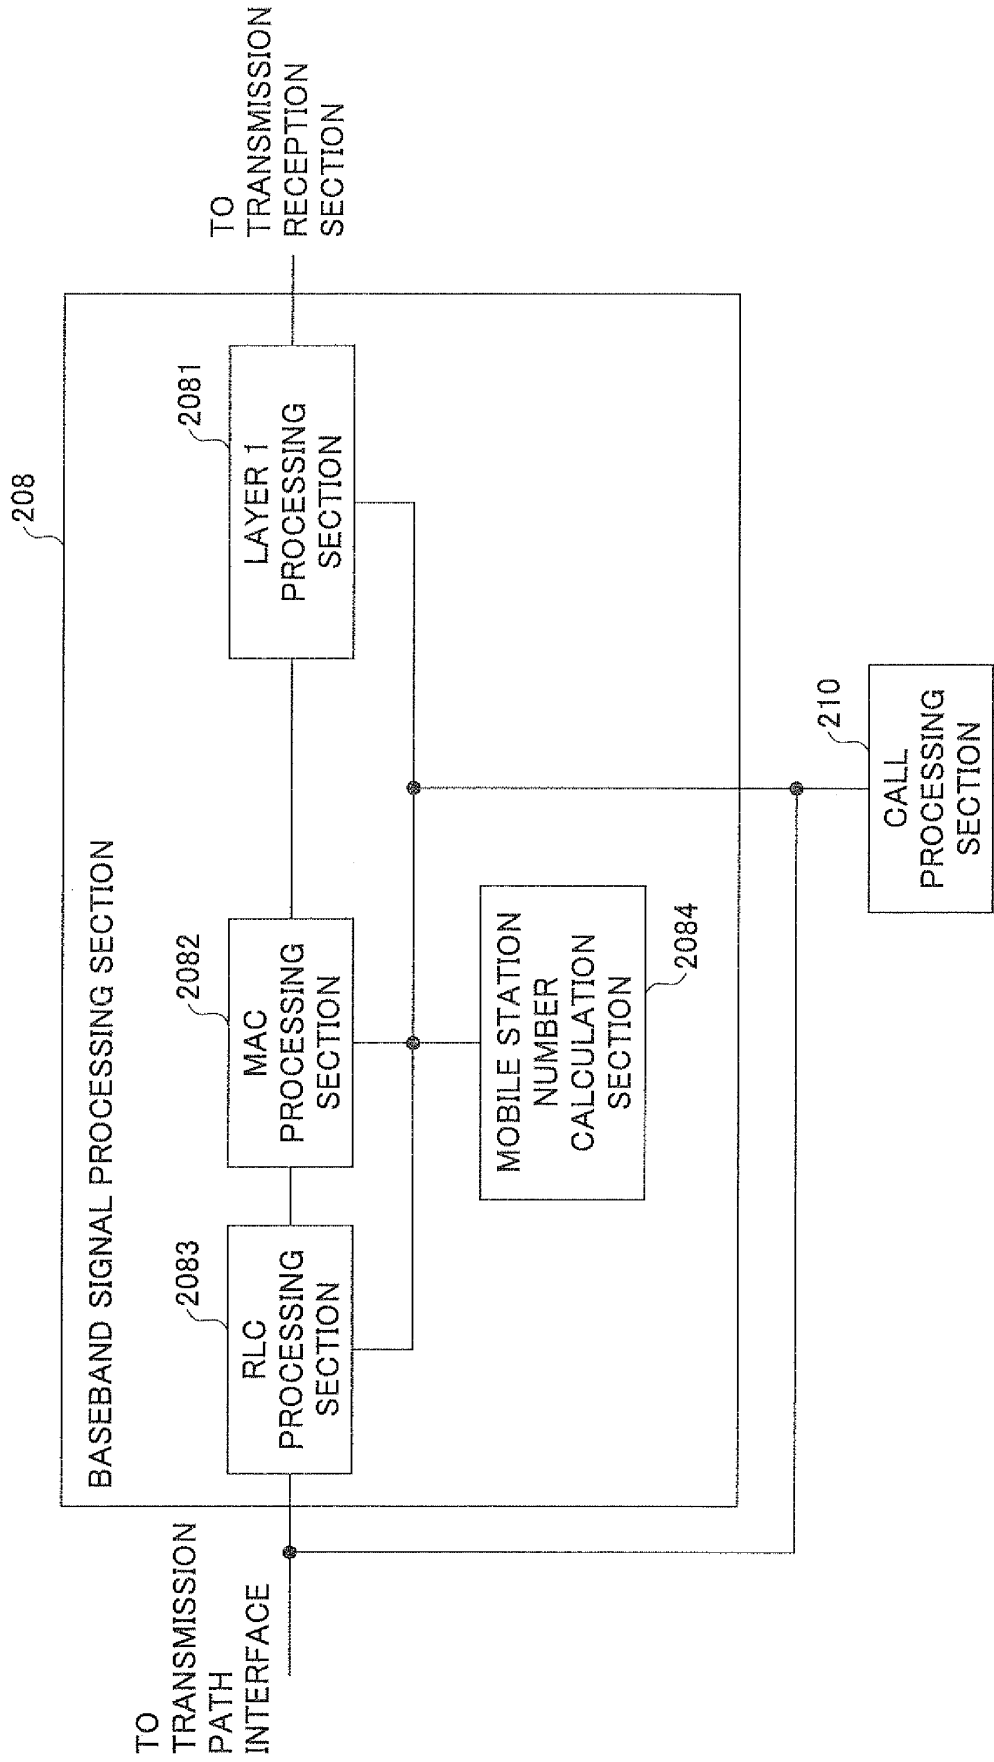 BASEBAND SIGNAL PROCESSING SECTION
208
TO
TRANSMISSION
PATH
INTERFACE
2083
RLC
PROCESSING
SECTION
2082
MAC
PROCESSING
SECTION
2081
LAYER 1
PROCESSING
SECTION
TO
TRANSMISSION
RECEPTION
SECTION
MOBILE STATION
NUMBER
CALCULATION
SECTION
2084
210
CALL
PROCESSING
SECTION